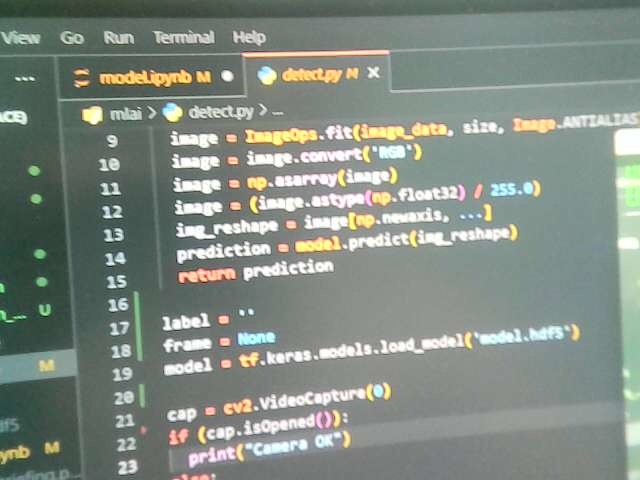 View Go Run Terminal Help
... model.ipynb M detect.py M
mlai > detect.py > ...
9 image = ImageOps.fit(image_data, size, Image.ANTIALIAS
10 image = image.convert('RGB')
11 image = np.asarray(image)
12 image = (image.astype(np.float32) / 255.0)
13 img_reshape = image[np.newaxis, ...]
14 prediction = model.predict(img_reshape)
15 return prediction
16
17 label = ''
18 frame = None
19 model = tf.keras.models.load_model('model.hdf5')
20
21 cap = cv2.VideoCapture(0)
22 if (cap.isOpened()):
23 print("Camera OK")
else:
ACE)
U
M
df5
ynb M